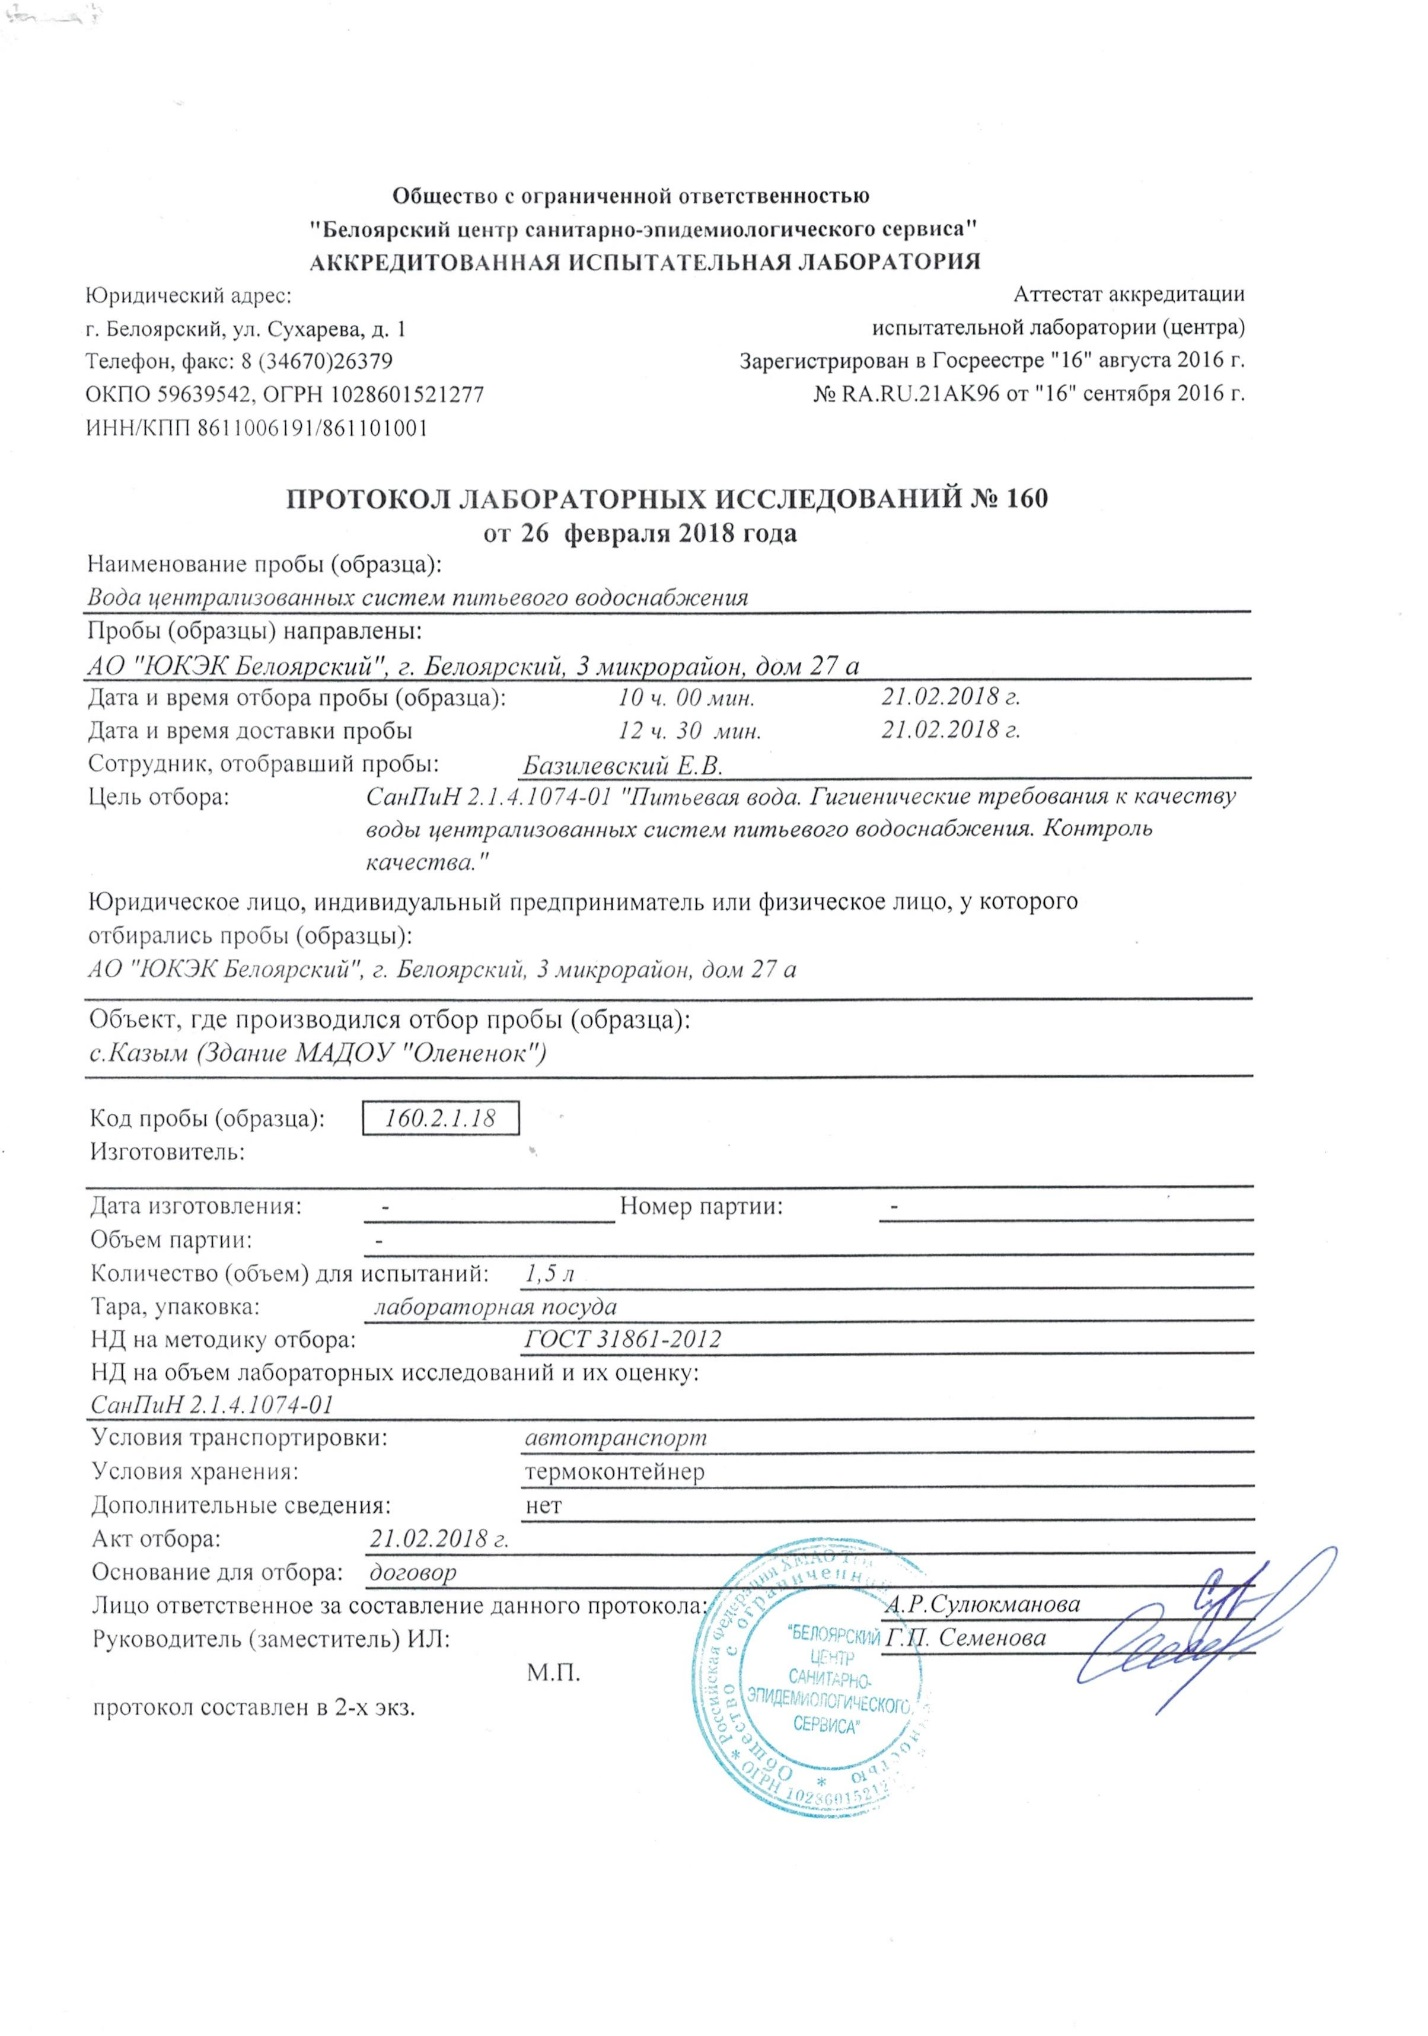 Общество с ограниченной ответственностью
"Белоярский центр санитарно-эпидемиологического сервиса"
АККРЕДИТОВАННАЯ ИСПЫТАТЕЛЬНАЯ ЛАБОРАТОРИЯ
Юридический адрес: Аттестат аккредитации
г. Белоярский, ул. Сухарева, д. 1 испытательной лаборатории (центра)
Телефон, факс: 8 (34670)26379 Зарегистрирован в Госреестре "16" августа 2016 г.
ОКПО 59639542, ОГРН 1028601521277 № RA.RU.21АК96 от "16" сентября 2016 г.
ИНН/КПП 8611006191/861101001
ПРОТОКОЛ ЛАБОРАТОРНЫХ ИССЛЕДОВАНИЙ № 160
от 26 февраля 2018 года
Наименование пробы (образца):
Вода централизованных систем питьевого водоснабжения
Пробы (образцы) направлены:
АО "ЮКЭК Белоярский", г. Белоярский, 3 микрорайон, дом 27 а
Дата и время отбора пробы (образца): 10 ч. 00 мин. 21.02.2018 г.
Дата и время доставки пробы 12 ч. 30 мин. 21.02.2018 г.
Сотрудник, отобравший пробы: Базилевский Е.В.
Цель отбора: СанПиН 2.1.4.1074-01 "Питьевая вода. Гигиенические требования к качеству
воды централизованных систем питьевого водоснабжения. Контроль
качества."
Юридическое лицо, индивидуальный предприниматель или физическое лицо, у которого
отбирались пробы (образцы):
АО "ЮКЭК Белоярский", г. Белоярский, 3 микрорайон, дом 27 а
Объект, где производился отбор пробы (образца):
с.Казым (Здание МАДОУ "Олененок")
Код пробы (образца): 160.2.1.18
Изготовитель:
Дата изготовления: - Номер партии: -
Объем партии: -
Количество (объем) для испытаний: 1,5 л
Тара, упаковка: лабораторная посуда
НД на методику отбора: ГОСТ 31861-2012
НД на объем лабораторных исследований и их оценку:
СанПиН 2.1.4.1074-01
Условия транспортировки: автотранспорт
Условия хранения: термоконтейнер
Дополнительные сведения: нет
Акт отбора: 21.02.2018 г.
Основание для отбора: договор
Лицо ответственное за составление данного протокола: А.Р.Сулюкманова
Руководитель (заместитель) ИЛ: Г.П. Семенова
М.П.
протокол составлен в 2-х экз.
* Российская Федерация ХМАО
Общество с ограниченной
"БЕЛОЯРСКИЙ
ЦЕНТР
САНИТАРНО-
ЭПИДЕМИОЛОГИЧЕСКОГО
СЕРВИСА"
* ОГРН